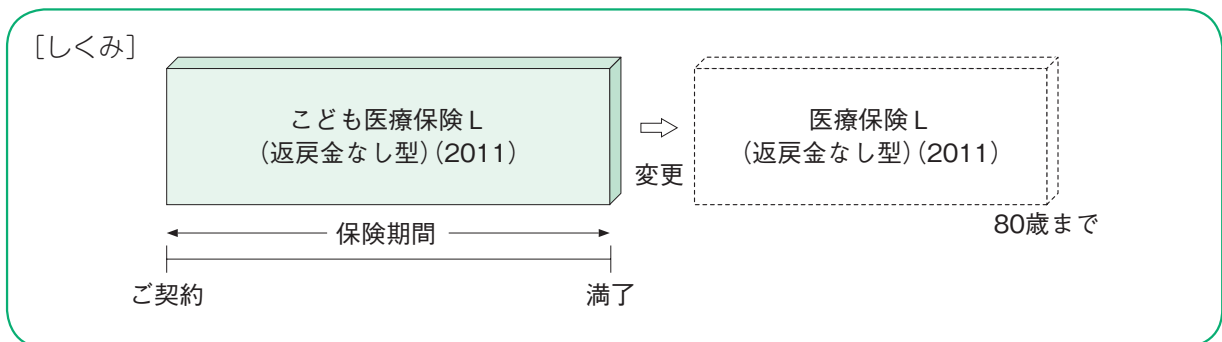 [しくみ]
こども医療保険L
(返戻金なし型)(2011)
変更
医療保険L
(返戻金なし型)(2011)
80歳まで
保険期間
ご契約
満了